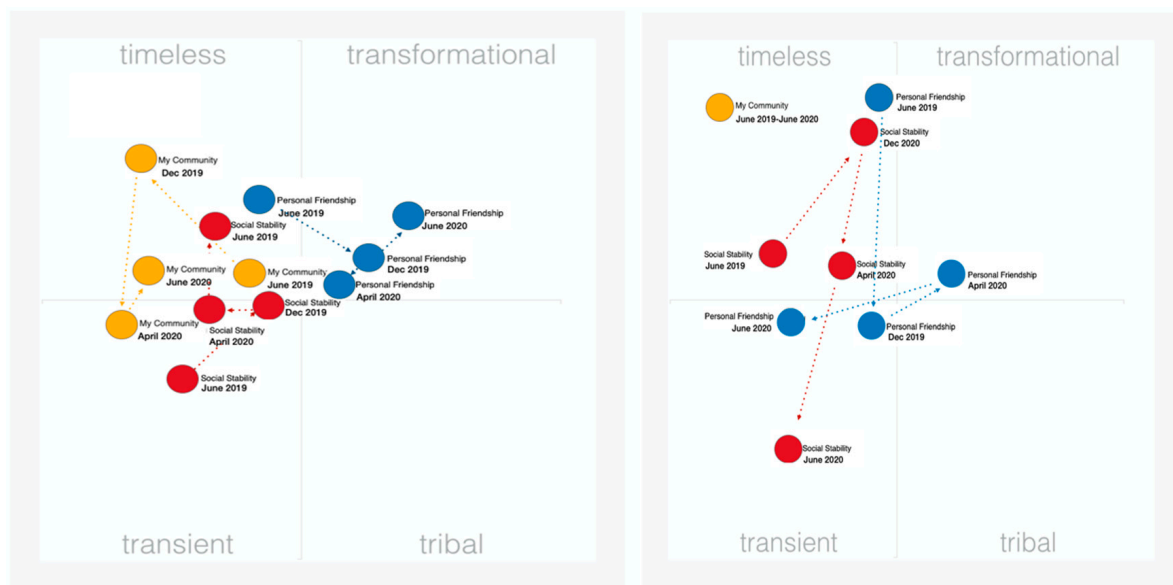 timeless
transformational
My Community
Dec 2019
Personal Friendship
June 2019
Personal Friendship
June 2020
Social Stability
June 2019
Personal Friendship
Dec 2019
My Community
June 2020
My Community
June 2019
Personal Friendship
April 2020
Social Stability
Dec 2019
My Community
April 2020
Social Stability
April 2020
Social Stability
June 2019
transient
tribal
timeless
transformational
My Community
June 2019-June 2020
Personal Friendship
June 2019
Social Stability
Dec 2020
Social Stability
June 2019
Social Stability
April 2020
Personal Friendship
April 2020
Personal Friendship
June 2020
Personal Friendship
Dec 2019
Social Stability
June 2020
transient
tribal